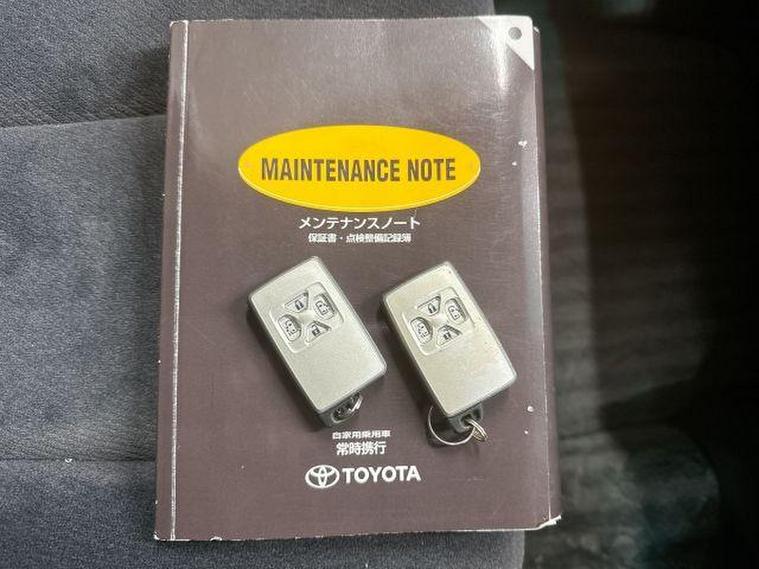 MAINTENANCE NOTE
メンテナンスノート
保証書・点検整備記録簿
自家用乗用車
常時携行
TOYOTA